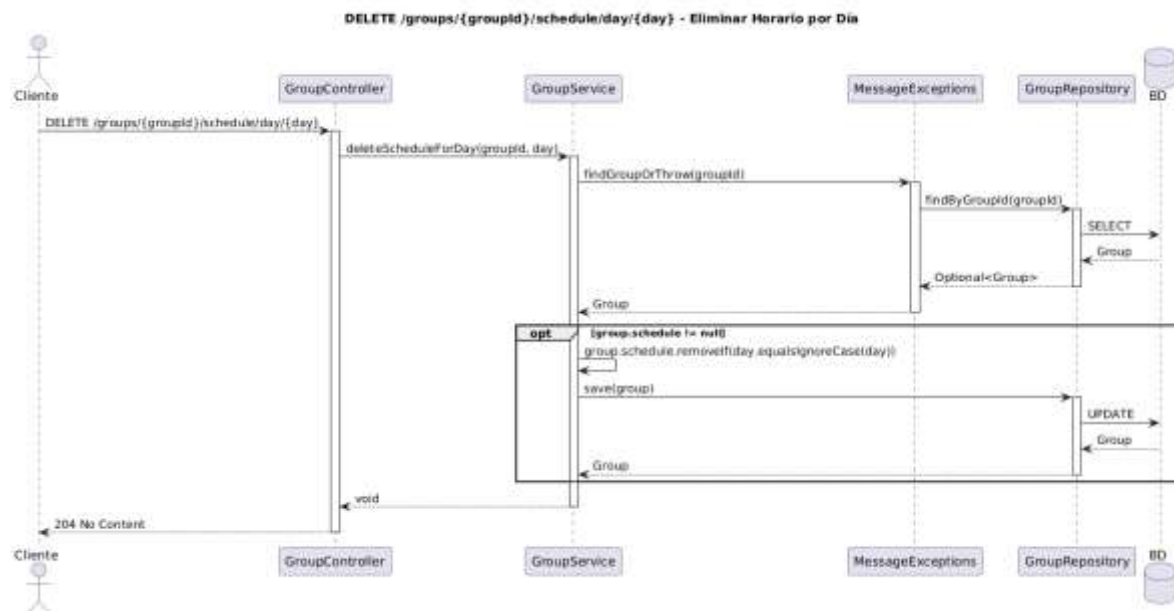 DELETE /groups/{groupId}/schedule/day/{day} - Eliminar Horario por Día
Cliente
GroupController
GroupService
MessageExceptions
GroupRepository
BD
DELETE /groups/{groupId}/schedule/day/{day}
deleteScheduleForDay(groupId, day)
findGroupOrThrow(groupId)
findByGroupId(groupId)
SELECT
Group
Optional<Group>
Group
opt
[group.schedule != null]
group.schedule.removeIf(day.equalsIgnoreCase(day))
save(group)
UPDATE
Group
Group
void
204 No Content
Cliente
GroupController
GroupService
MessageExceptions
GroupRepository
BD